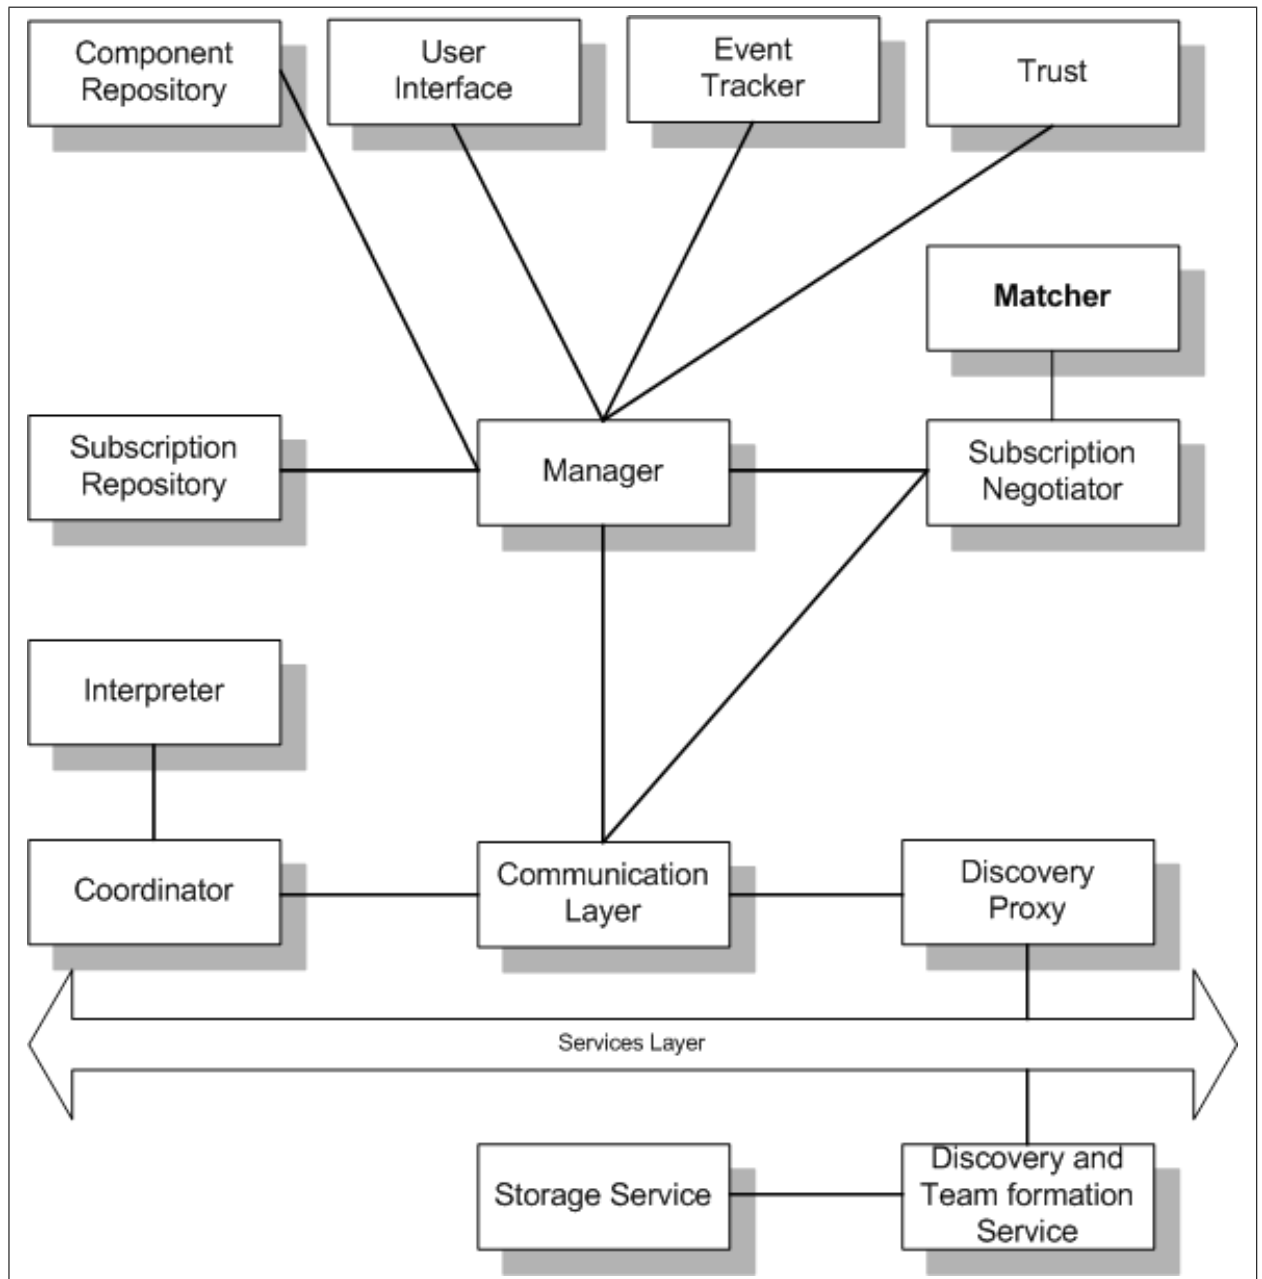 Component
Repository
User
Interface
Event
Tracker
Trust
Matcher
Subscription
Repository
Manager
Subscription
Negotiator
Interpreter
Coordinator
Communication
Layer
Discovery
Proxy
Services Layer
Storage Service
Discovery and
Team formation
Service